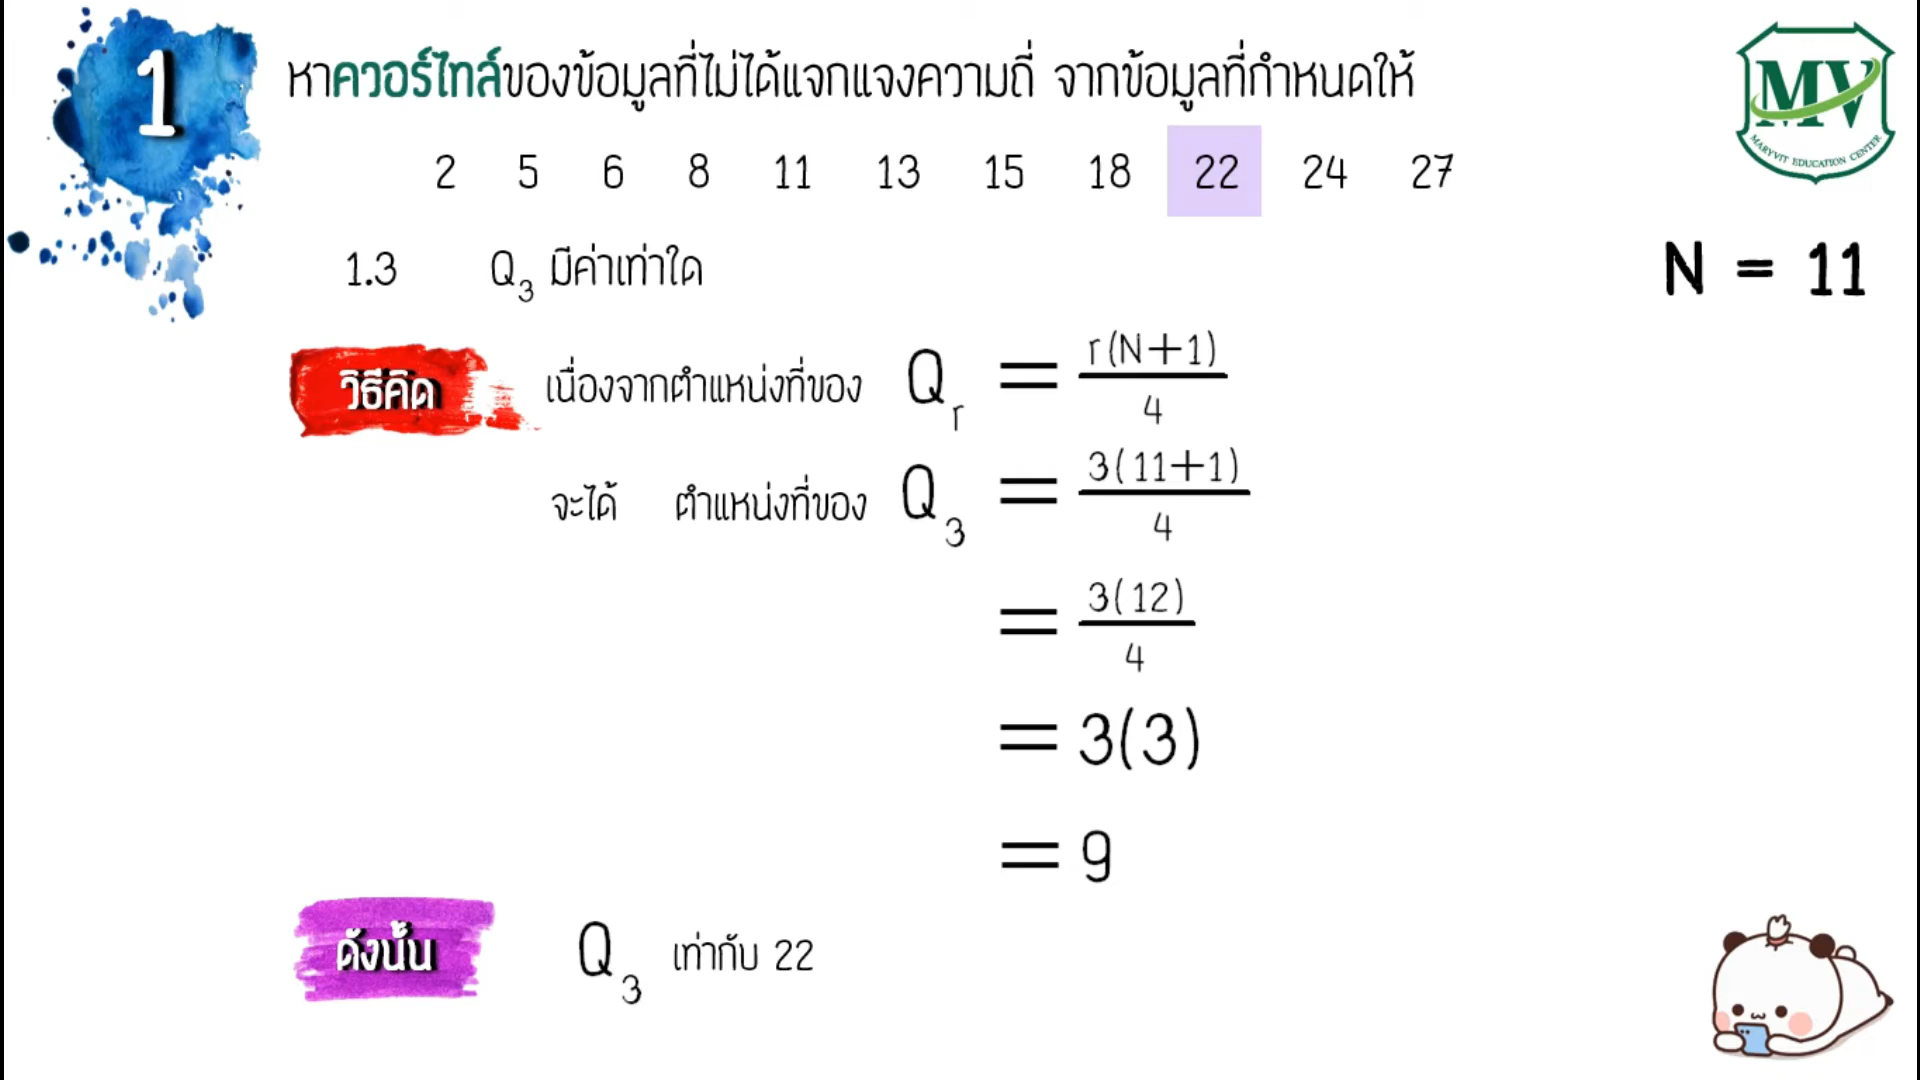 1
หาควอร์ไทล์ของข้อมูลที่ไม่ได้แจกแจงความถี่ จากข้อมูลที่กำหนดให้
MV
MARYVIT EDUCATION CENTER
2 5 6 8 11 13 15 18 22 24 27
1.3 Q₃ มีค่าเท่าใด
N = 11
วิธีคิด เนื่องจากตำแหน่งที่ของ Qᵣ = r(N+1)/4
จะได้ ตำแหน่งที่ของ Q₃ = 3(11+1)/4
= 3(12)/4
= 3(3)
= 9
ดังนั้น Q₃ เท่ากับ 22